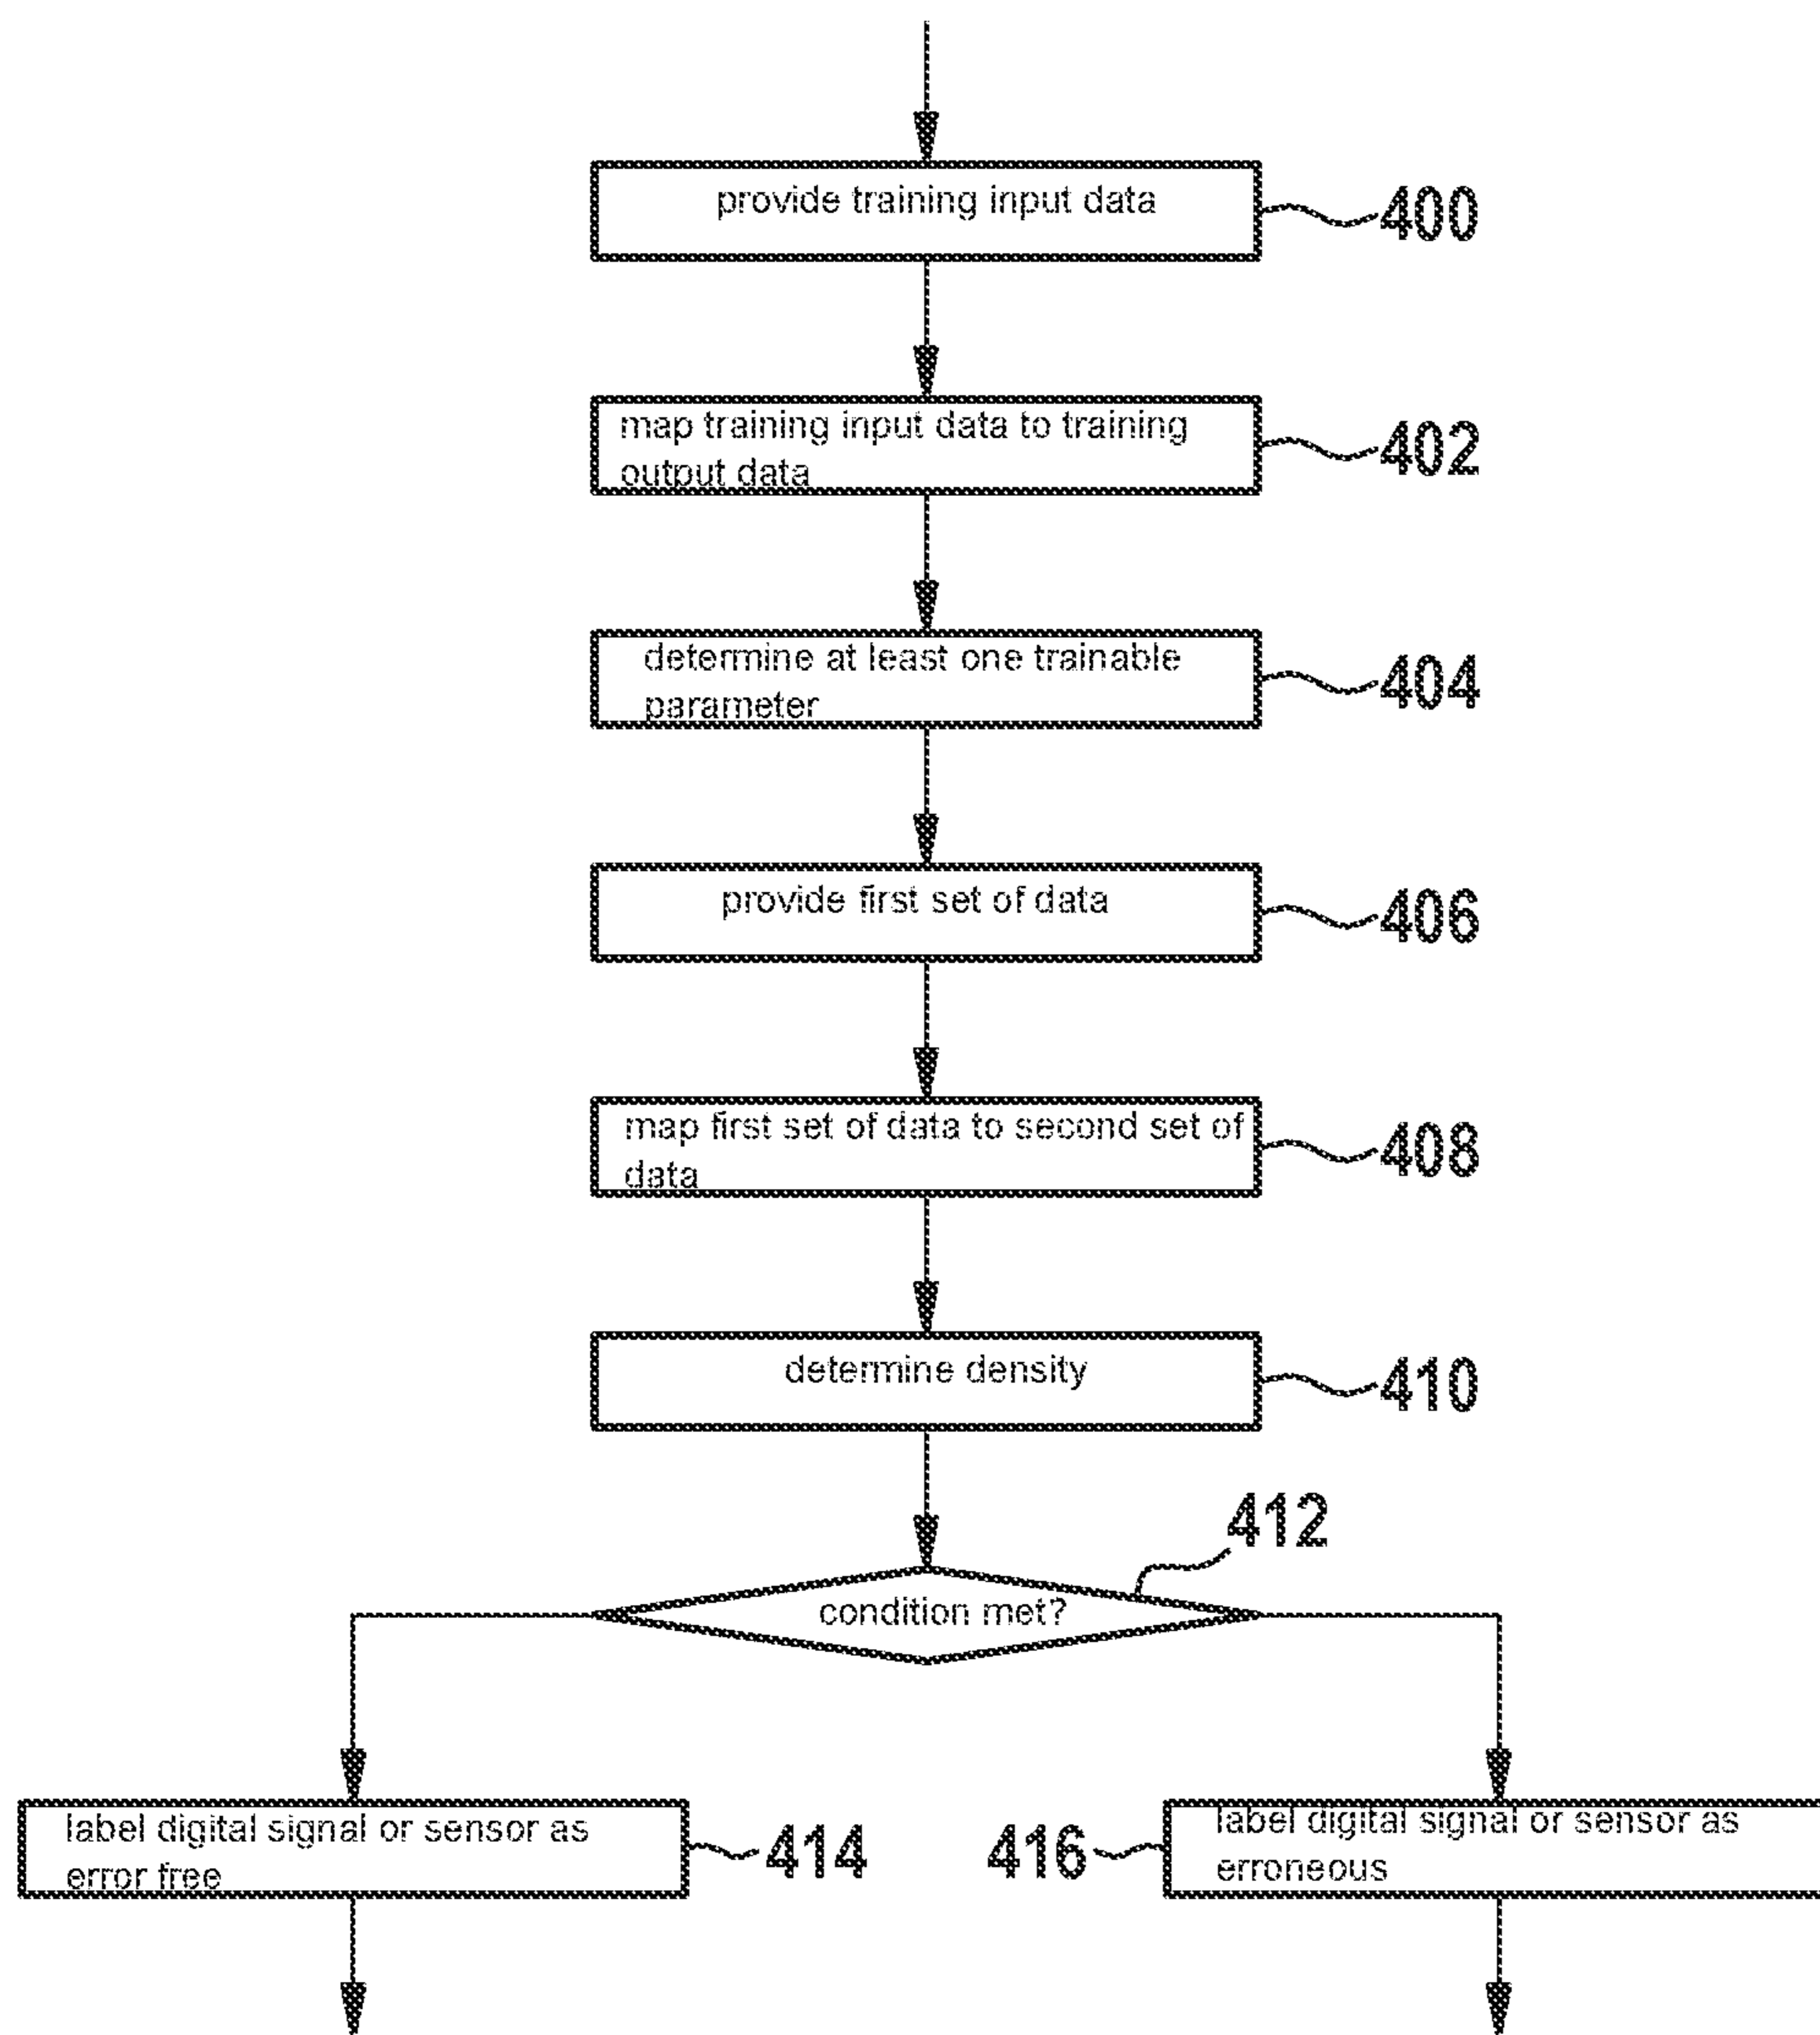 provide training input data
400
map training input data to training
output data
402
determine at least one trainable
parameter
404
provide first set of data
406
map first set of data to second set of
data
408
determine density
410
412
condition met?
label digital signal or sensor as
error free
414
416
label digital signal or sensor as
erroneous